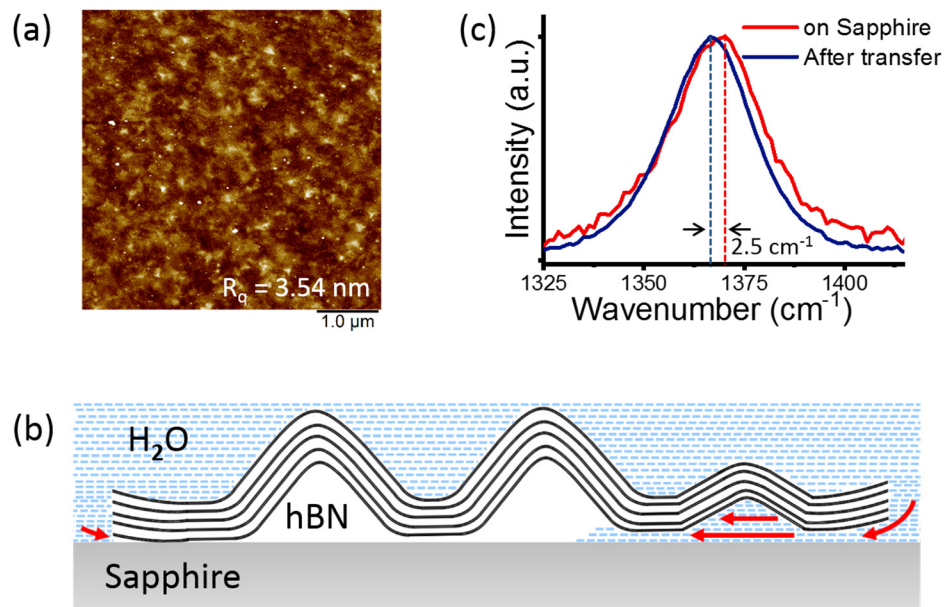 (a)
R_q = 3.54 nm
1.0 µm
(c)
on Sapphire
After transfer
Intensity (a.u.)
2.5 cm⁻¹
1325 1350 1375 1400
Wavenumber (cm⁻¹)
(b)
H₂O
hBN
Sapphire